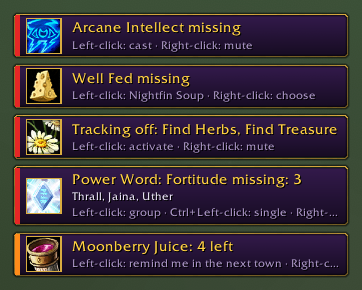 Arcane Intellect missing
Left-click: cast · Right-click: mute
Well Fed missing
Left-click: Nightfin Soup · Right-click: choose
Tracking off: Find Herbs, Find Treasure
Left-click: activate · Right-click: mute
Power Word: Fortitude missing: 3
Thrall, Jaina, Uther
Left-click: group · Ctrl+Left-click: single · Right-...
Moonberry Juice: 4 left
Left-click: remind me in the next town · Right-c...